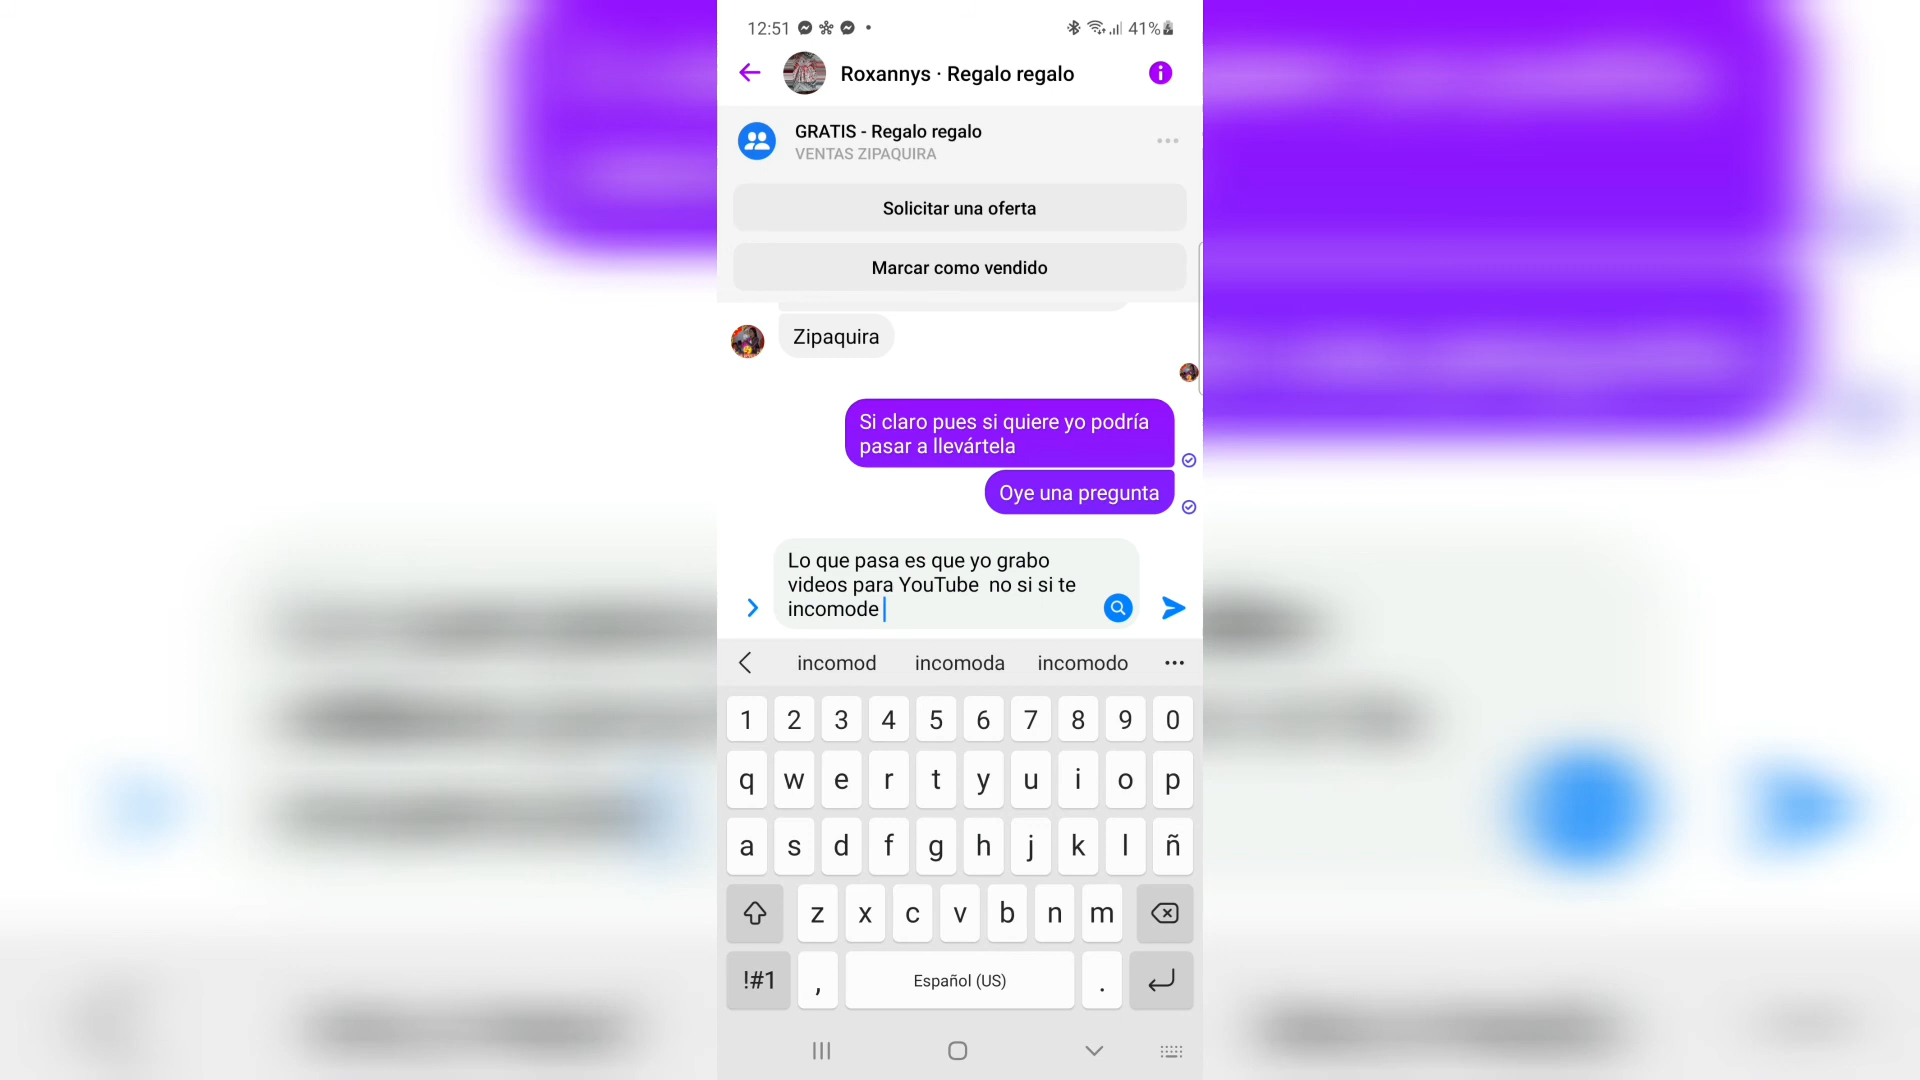 12:51
41%
Roxannys · Regalo regalo
GRATIS - Regalo regalo
VENTAS ZIPAQUIRA
Solicitar una oferta
Marcar como vendido
Zipaquira
Si claro pues si quiere yo podría
pasar a llevártela
Oye una pregunta
Lo que pasa es que yo grabo
videos para YouTube  no si si te
incomode
incomod incomoda incomodo
1 2 3 4 5 6 7 8 9 0
q w e r t y u i o p
a s d f g h j k l ñ
z x c v b n m
!#1 , Español (US) .